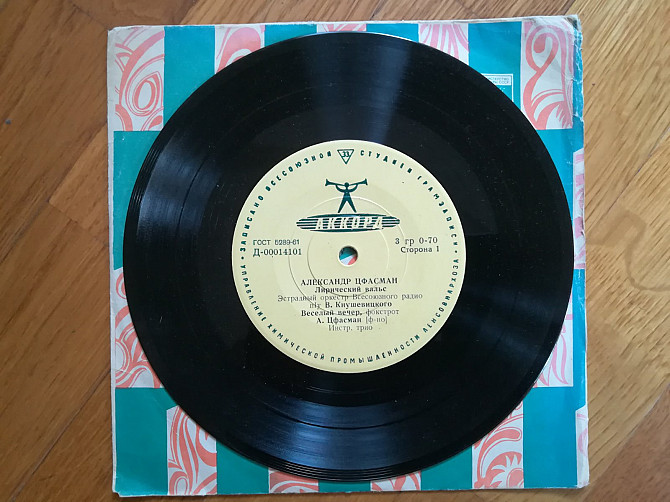 ЗАПИСАНО ВСЕСОЮЗНОЙ 33 СТУДИЕЙ ГРАМЗАПИСИ
АККОРД
ГОСТ 5289-61
3 гр 0-70
Д-00014101
Сторона 1
АЛЕКСАНДР ЦФАСМАН
Лирический вальс
Эстрадный оркестр Всесоюзного радио
п/у В. Кнушевицкого
Веселый вечер, фокстрот
А. Цфасман [ф-но]
Инстр. трио
УПРАВЛЕНИЕ ХИМИЧЕСКОЙ ПРОМЫШЛЕННОСТИ ЛЕНСОВНАРХОЗА